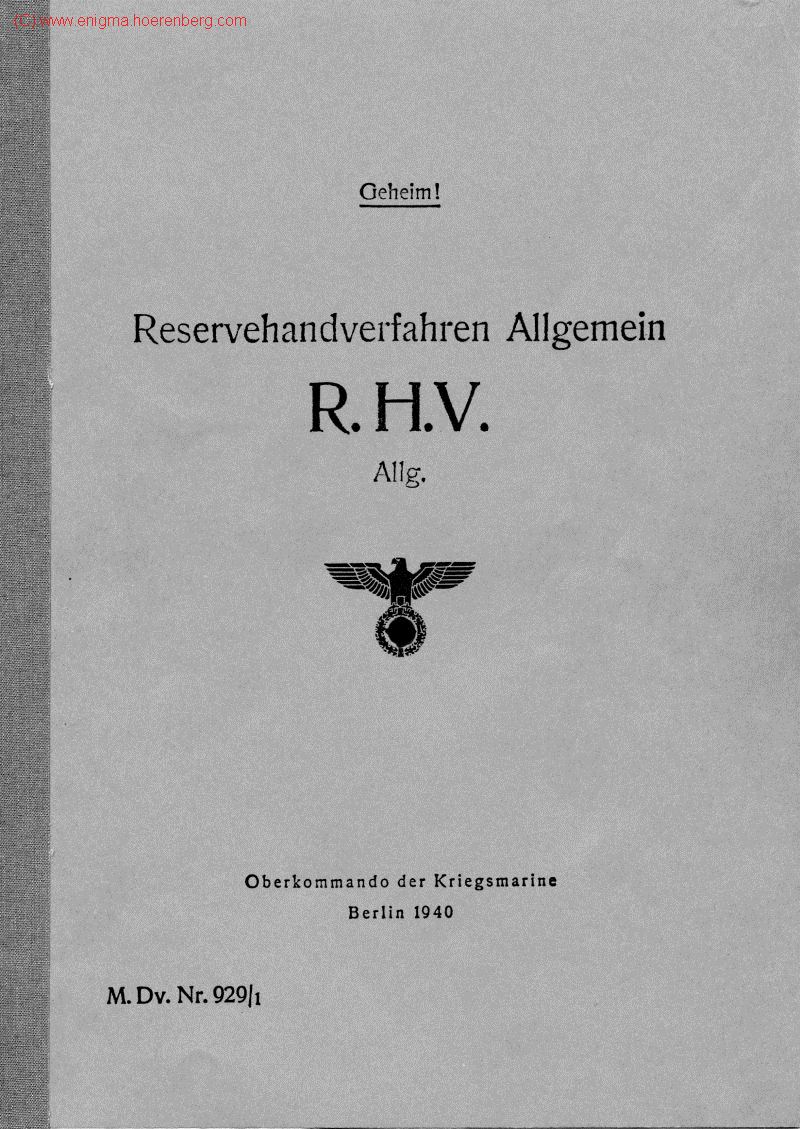 (C) www.enigma.hoerenberg.com
Geheim!
Reservehandverfahren Allgemein
R. H.V.
Allg.
Oberkommando der Kriegsmarine
Berlin 1940
M. Dv. Nr. 929/1